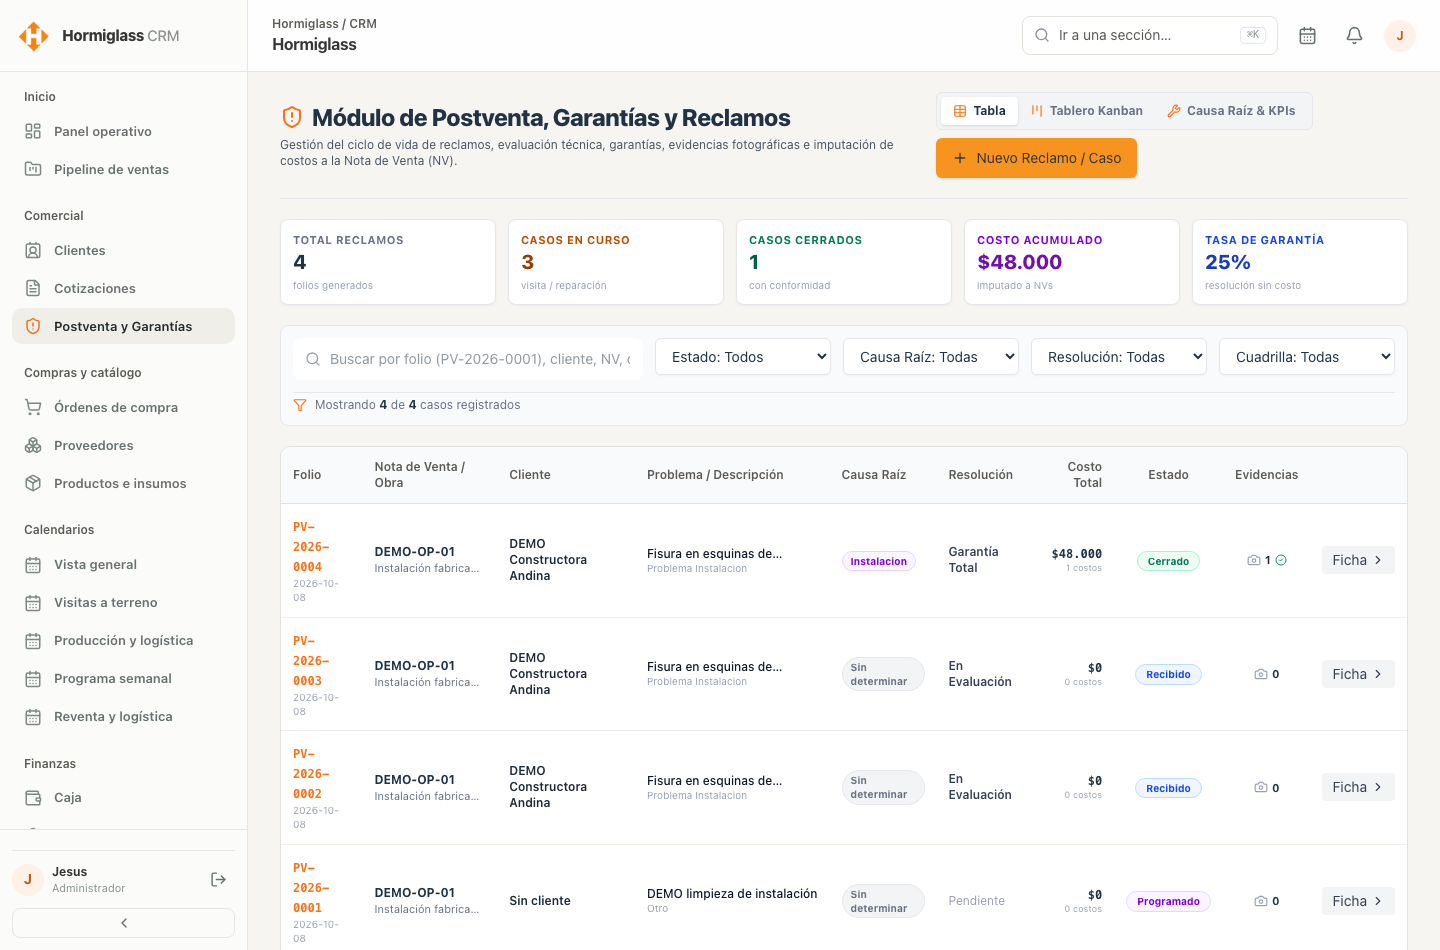 Hormiglass CRM
Inicio
Panel operativo
Pipeline de ventas
Comercial
Clientes
Cotizaciones
Postventa y Garantías
Compras y catálogo
Órdenes de compra
Proveedores
Productos e insumos
Calendarios
Vista general
Visitas a terreno
Producción y logística
Programa semanal
Reventa y logística
Finanzas
Caja
J
Jesus
Administrador
Hormiglass / CRM
Hormiglass
Ir a una sección...
⌘K
J
Módulo de Postventa, Garantías y Reclamos
Gestión del ciclo de vida de reclamos, evaluación técnica, garantías, evidencias fotográficas e imputación de
costos a la Nota de Venta (NV).
Tabla
Tablero Kanban
Causa Raíz & KPIs
Nuevo Reclamo / Caso
TOTAL RECLAMOS
4
folios generados
CASOS EN CURSO
3
visita / reparación
CASOS CERRADOS
1
con conformidad
COSTO ACUMULADO
$48.000
imputado a NVs
TASA DE GARANTÍA
25%
resolución sin costo
Buscar por folio (PV-2026-0001), cliente, NV, c
Estado: Todos
Causa Raíz: Todas
Resolución: Todas
Cuadrilla: Todas
Mostrando 4 de 4 casos registrados
Folio
Nota de Venta /
Obra
Cliente
Problema / Descripción
Causa Raíz
Resolución
Costo
Total
Estado
Evidencias
PV-
2026-
0004
2026-10-
08
DEMO-OP-01
Instalación fabrica...
DEMO
Constructora
Andina
Fisura en esquinas de...
Problema Instalacion
Instalacion
Garantía
Total
$48.000
1 costos
Cerrado
1
Ficha
PV-
2026-
0003
2026-10-
08
DEMO-OP-01
Instalación fabrica...
DEMO
Constructora
Andina
Fisura en esquinas de...
Problema Instalacion
Sin
determinar
En
Evaluación
$0
0 costos
Recibido
0
Ficha
PV-
2026-
0002
2026-10-
08
DEMO-OP-01
Instalación fabrica...
DEMO
Constructora
Andina
Fisura en esquinas de...
Problema Instalacion
Sin
determinar
En
Evaluación
$0
0 costos
Recibido
0
Ficha
PV-
2026-
0001
2026-10-
08
DEMO-OP-01
Instalación fabrica...
Sin cliente
DEMO limpieza de instalación
Otro
Sin
determinar
Pendiente
$0
0 costos
Programado
0
Ficha